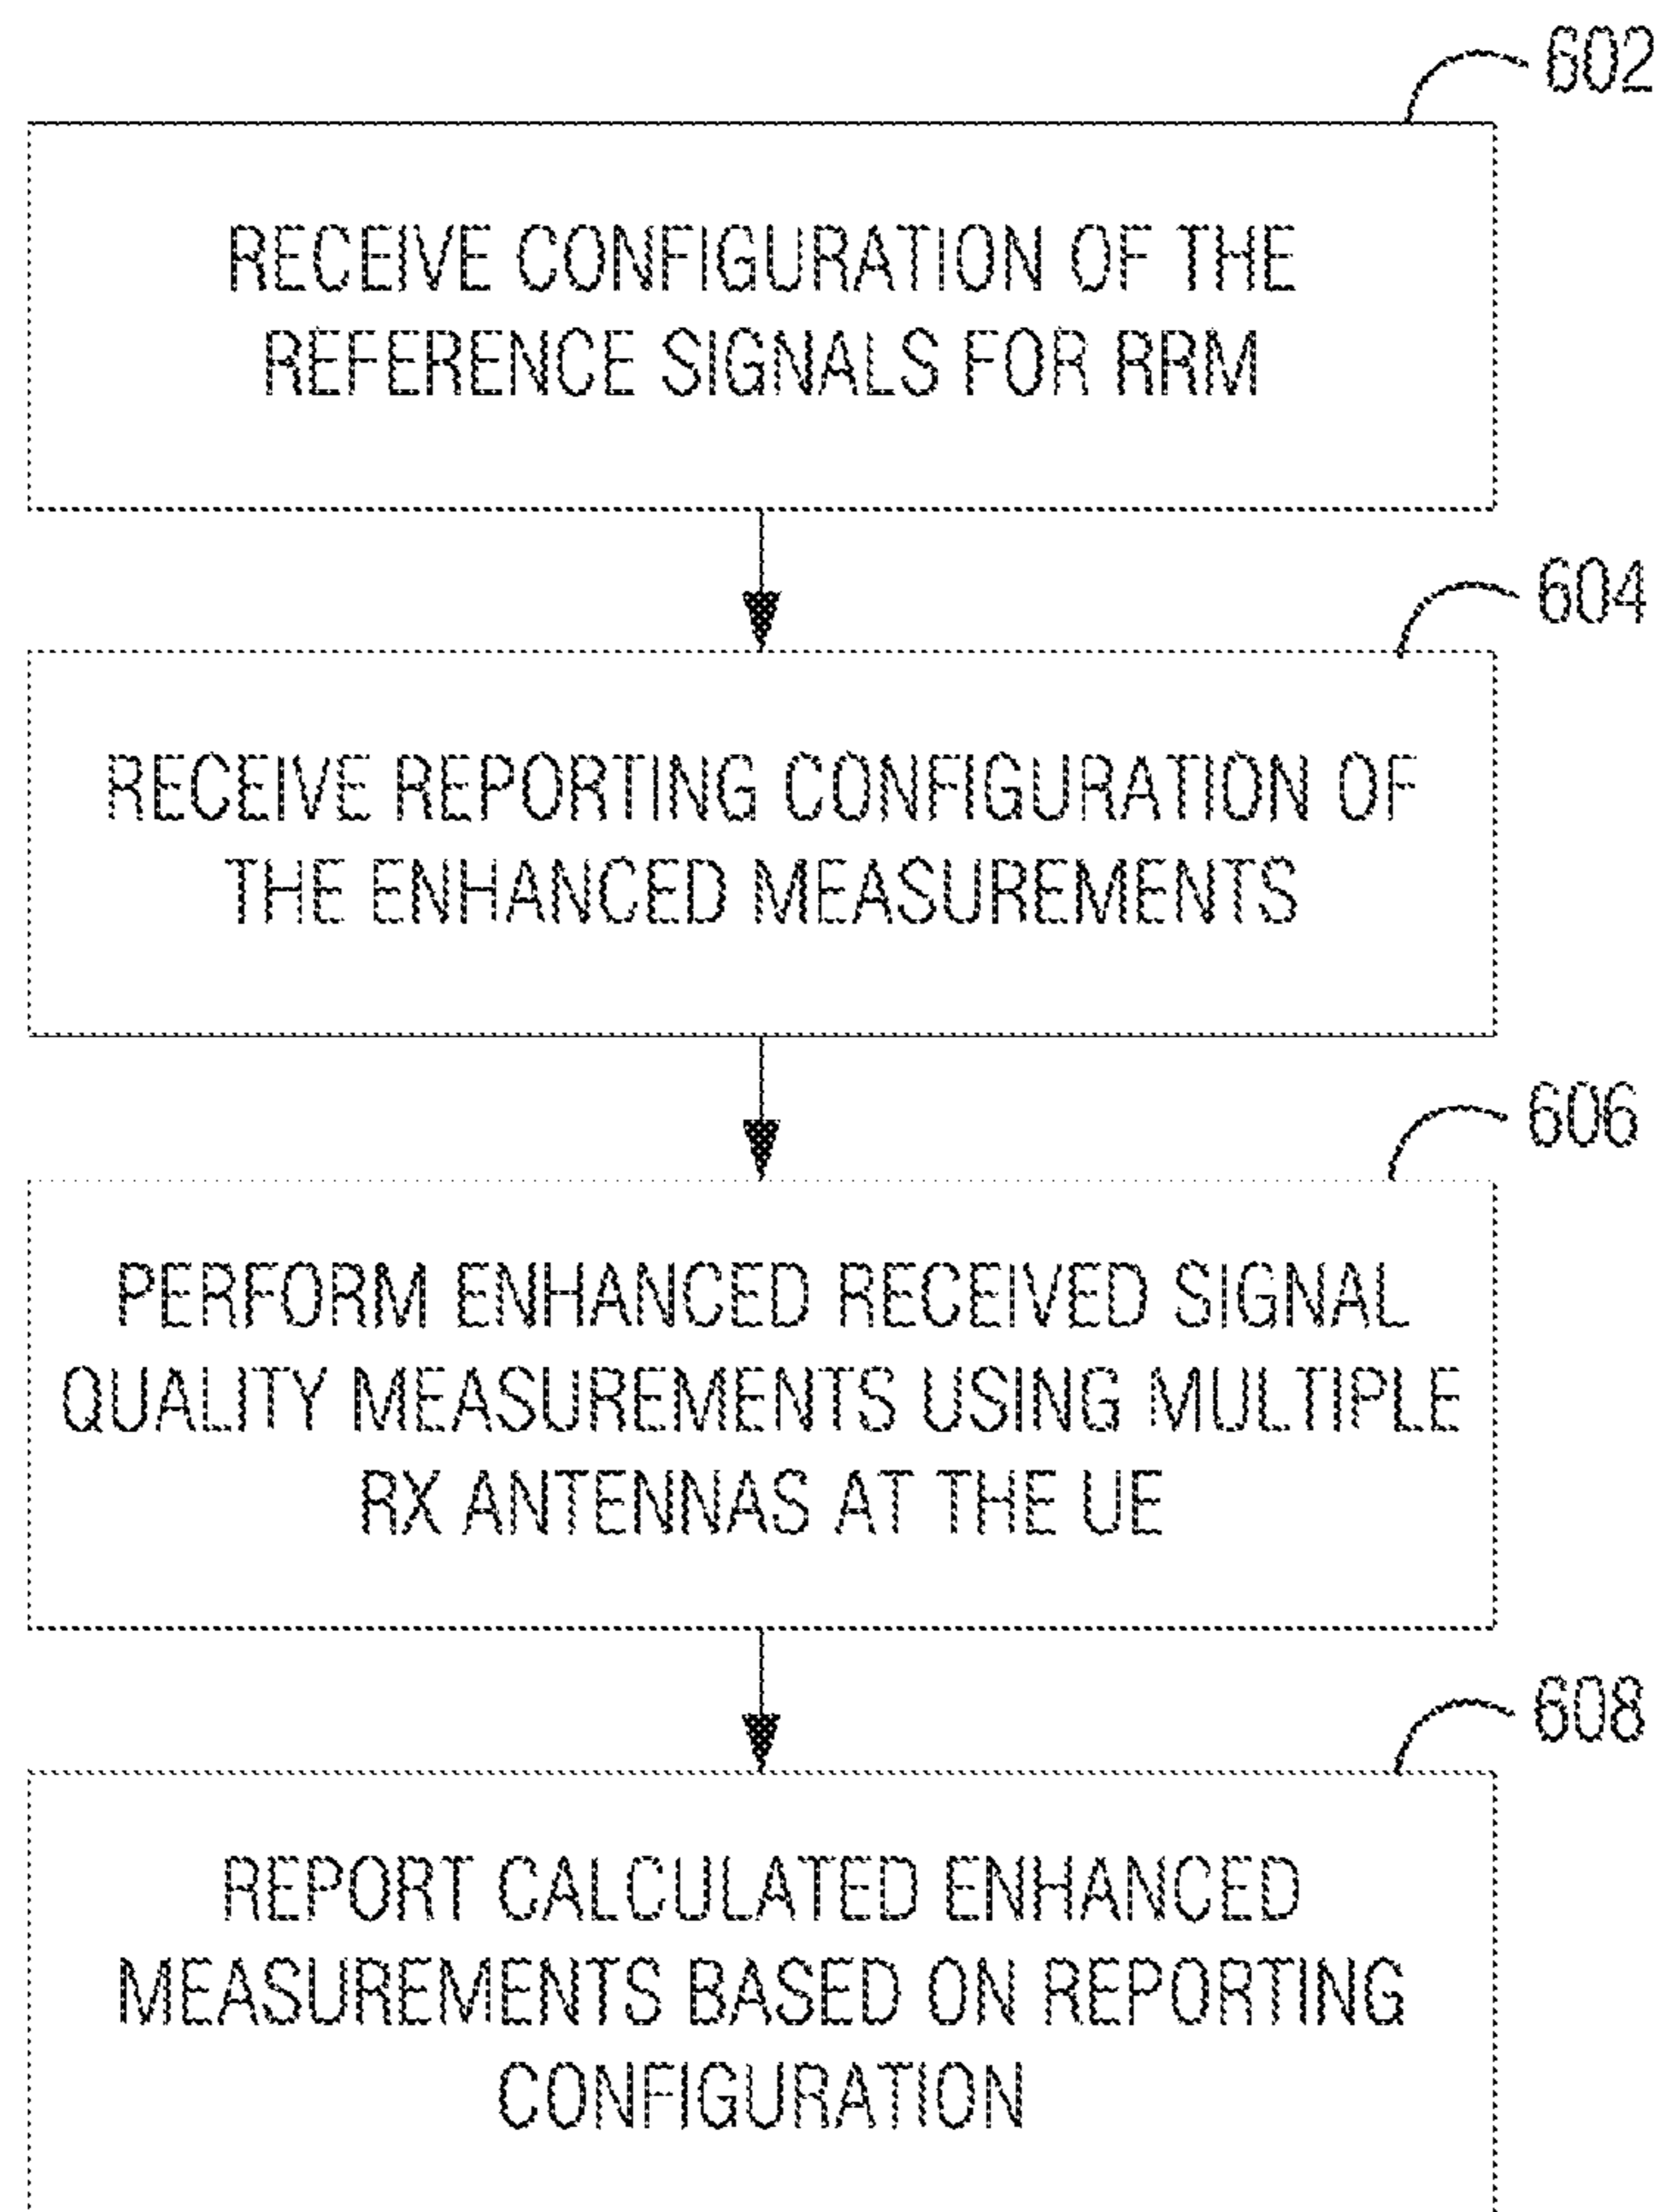 602
RECEIVE CONFIGURATION OF THE
REFERENCE SIGNALS FOR RRM
604
RECEIVE REPORTING CONFIGURATION OF
THE ENHANCED MEASUREMENTS
606
PERFORM ENHANCED RECEIVED SIGNAL
QUALITY MEASUREMENTS USING MULTIPLE
RX ANTENNAS AT THE UE
608
REPORT CALCULATED ENHANCED
MEASUREMENTS BASED ON REPORTING
CONFIGURATION